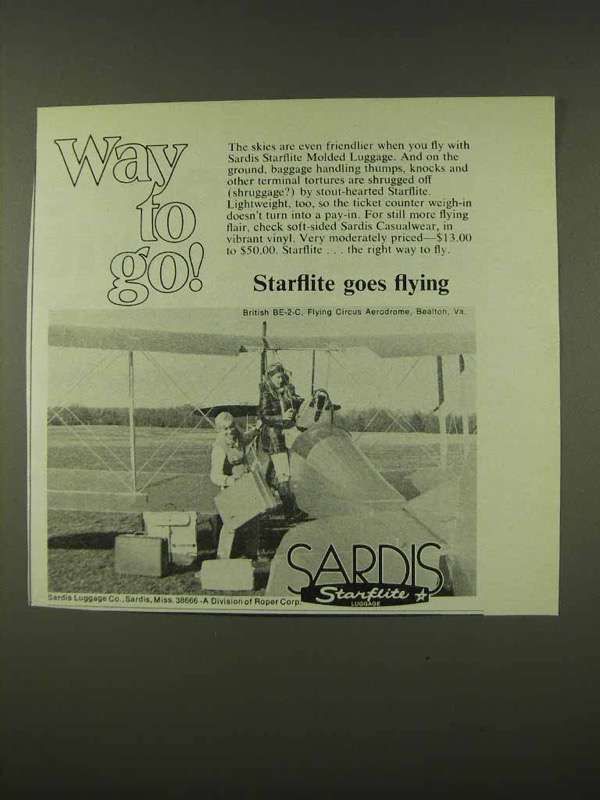 Way
to
go!
The skies are even friendlier when you fly with
Sardis Starflite Molded Luggage. And on the
ground, baggage handling thumps, knocks and
other terminal tortures are shrugged off
(shruggage?) by stout-hearted Starflite.
Lightweight, too, so the ticket counter weigh-in
doesn't turn into a pay-in. For still more flying
flair, check soft-sided Sardis Casualwear, in
vibrant vinyl. Very moderately priced—$13.00
to $50.00. Starflite . . . the right way to fly.
Starflite goes flying
British BE-2-C, Flying Circus Aerodrome, Bealton, Va.
SARDIS
Starflite
LUGGAGE
Sardis Luggage Co., Sardis, Miss. 38666 - A Division of Roper Corp.